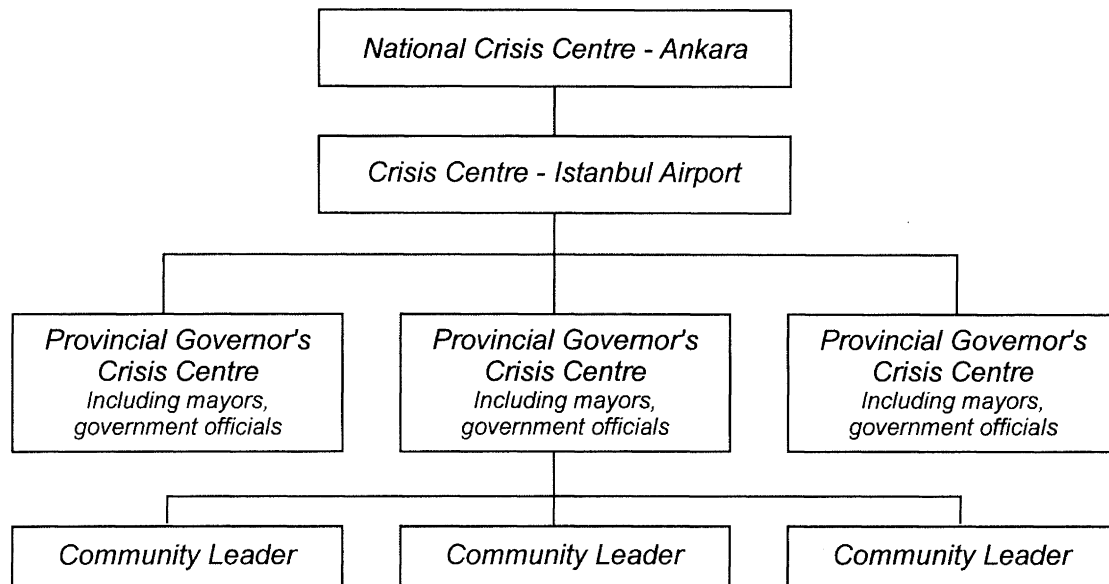 National Crisis Centre - Ankara
Crisis Centre - Istanbul Airport
Provincial Governor's
Crisis Centre
Including mayors,
government officials
Provincial Governor's
Crisis Centre
Including mayors,
government officials
Provincial Governor's
Crisis Centre
Including mayors,
government officials
Community Leader
Community Leader
Community Leader